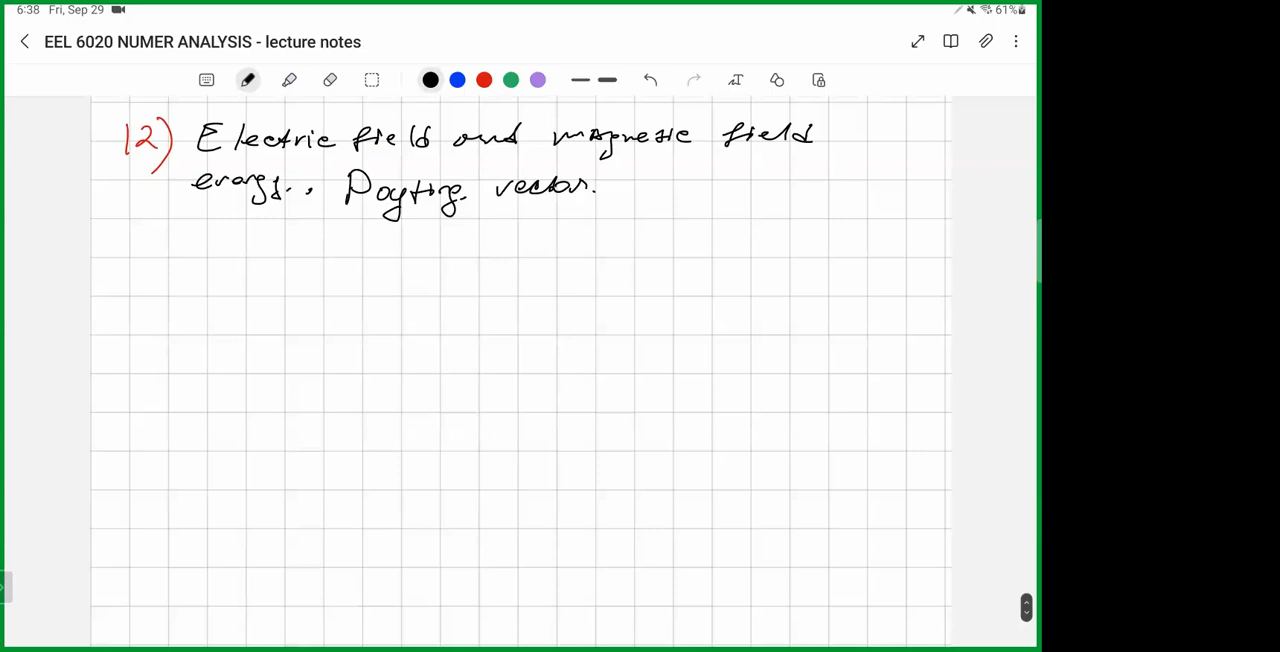 6:38 Fri, Sep 29
61%
EEL 6020 NUMER ANALYSIS - lecture notes
12) Electric field and magnetic field
energy. Poynting vector.